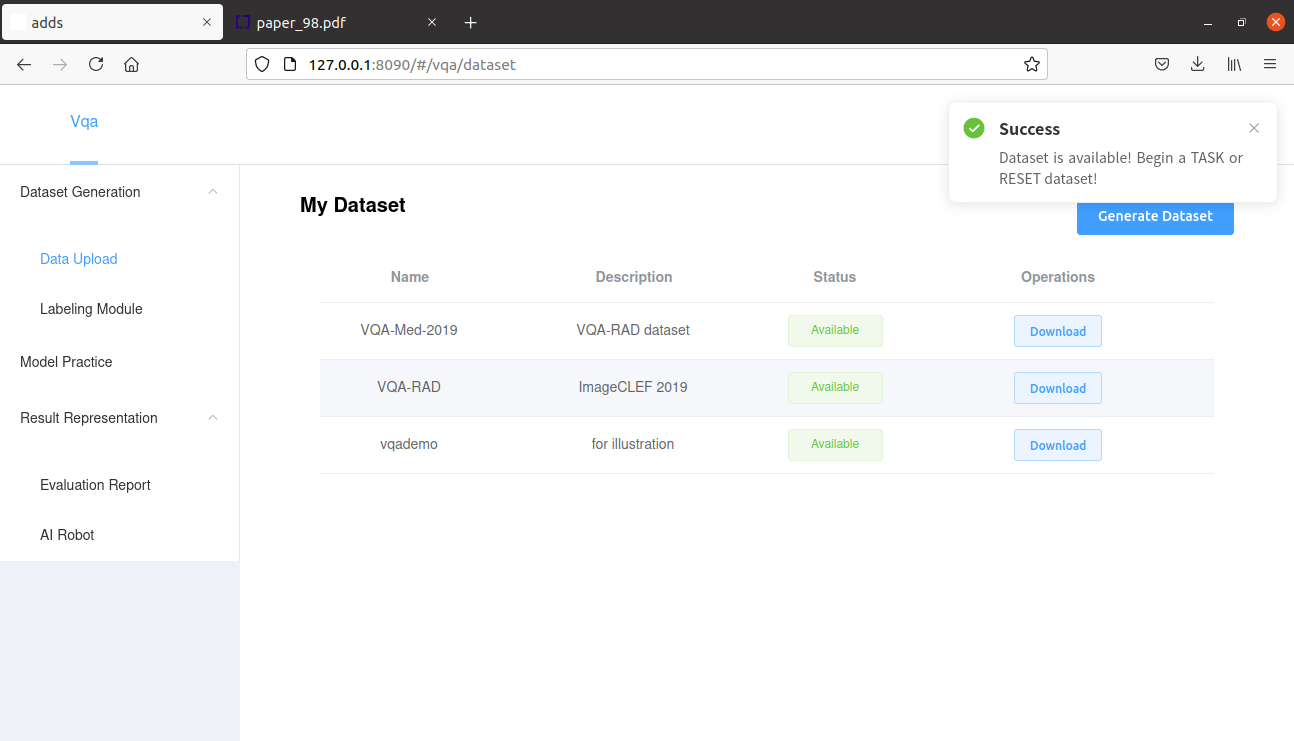 adds
paper_98.pdf
127.0.0.1:8090/#/vqa/dataset
Vqa
Success
Dataset is available! Begin a TASK or
RESET dataset!
Dataset Generation
Data Upload
Labeling Module
Model Practice
Result Representation
Evaluation Report
AI Robot
My Dataset
Generate Dataset
Name Description Status Operations
VQA-Med-2019 VQA-RAD dataset Available Download
VQA-RAD ImageCLEF 2019 Available Download
vqademo for illustration Available Download